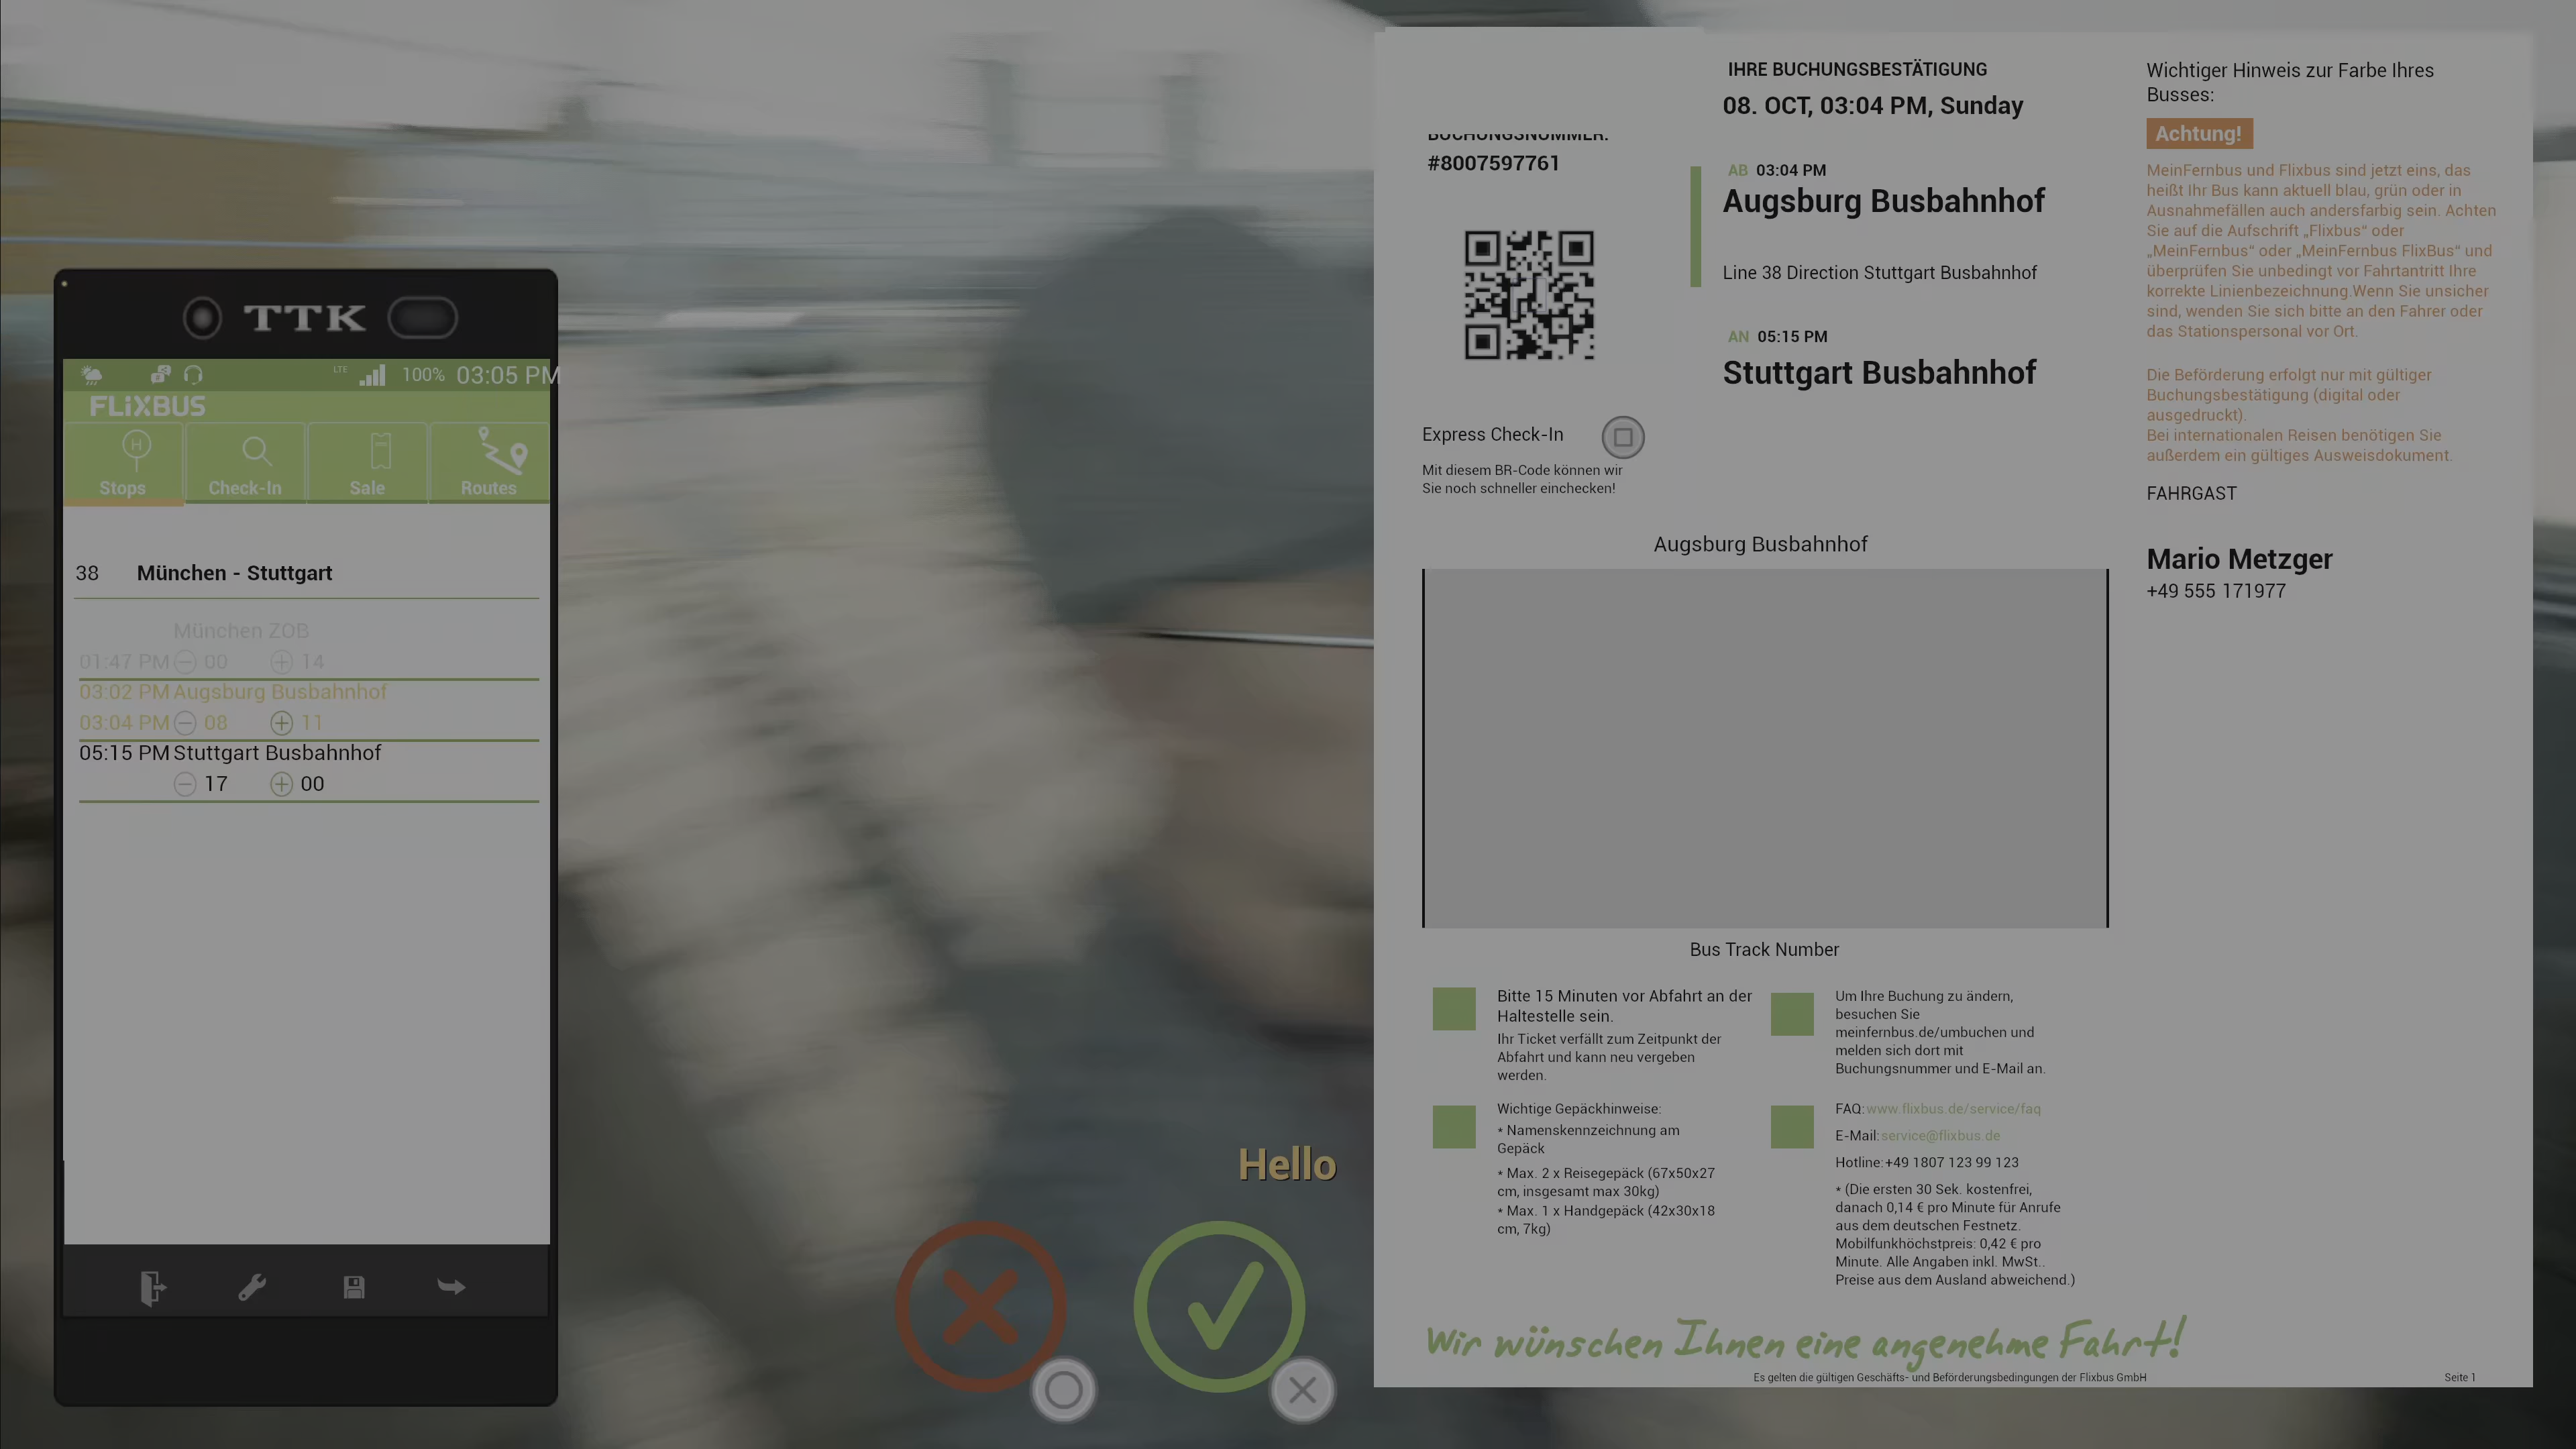 TTK
LTE 100% 03:05 PM
FLiXBUS
Stops Check-In Sale Routes
38 München - Stuttgart
München ZOB
01:47 PM 00 14
03:02 PM Augsburg Busbahnhof
03:04 PM 08 11
05:15 PM Stuttgart Busbahnhof
17 00
Hello
BUCHUNGSNUMMER:
#8007597761
Express Check-In
Mit diesem BR-Code können wir
Sie noch schneller einchecken!
IHRE BUCHUNGSBESTÄTIGUNG
08. OCT, 03:04 PM, Sunday
AB 03:04 PM
Augsburg Busbahnhof
Line 38 Direction Stuttgart Busbahnhof
AN 05:15 PM
Stuttgart Busbahnhof
Augsburg Busbahnhof
Bus Track Number
Bitte 15 Minuten vor Abfahrt an der
Haltestelle sein.
Ihr Ticket verfällt zum Zeitpunkt der
Abfahrt und kann neu vergeben
werden.
Wichtige Gepäckhinweise:
* Namenskennzeichnung am
Gepäck
* Max. 2 x Reisegepäck (67x50x27
cm, insgesamt max 30kg)
* Max. 1 x Handgepäck (42x30x18
cm, 7kg)
Um Ihre Buchung zu ändern,
besuchen Sie
meinfernbus.de/umbuchen und
melden sich dort mit
Buchungsnummer und E-Mail an.
FAQ: www.flixbus.de/service/faq
E-Mail: service@flixbus.de
Hotline: +49 1807 123 99 123
* (Die ersten 30 Sek. kostenfrei,
danach 0,14 € pro Minute für Anrufe
aus dem deutschen Festnetz.
Mobilfunkhöchstpreis: 0,42 € pro
Minute. Alle Angaben inkl. MwSt..
Preise aus dem Ausland abweichend.)
Wichtiger Hinweis zur Farbe Ihres
Busses:
Achtung!
MeinFernbus und Flixbus sind jetzt eins, das
heißt Ihr Bus kann aktuell blau, grün oder in
Ausnahmefällen auch andersfarbig sein. Achten
Sie auf die Aufschrift „Flixbus“ oder
„MeinFernbus“ oder „MeinFernbus FlixBus“ und
überprüfen Sie unbedingt vor Fahrtantritt Ihre
korrekte Linienbezeichnung.Wenn Sie unsicher
sind, wenden Sie sich bitte an den Fahrer oder
das Stationspersonal vor Ort.
Die Beförderung erfolgt nur mit gültiger
Buchungsbestätigung (digital oder
ausgedruckt).
Bei internationalen Reisen benötigen Sie
außerdem ein gültiges Ausweisdokument.
FAHRGAST
Mario Metzger
+49 555 171977
Wir wünschen Ihnen eine angenehme Fahrt!
Es gelten die gültigen Geschäfts- und Beförderungsbedingungen der Flixbus GmbH
Seite 1